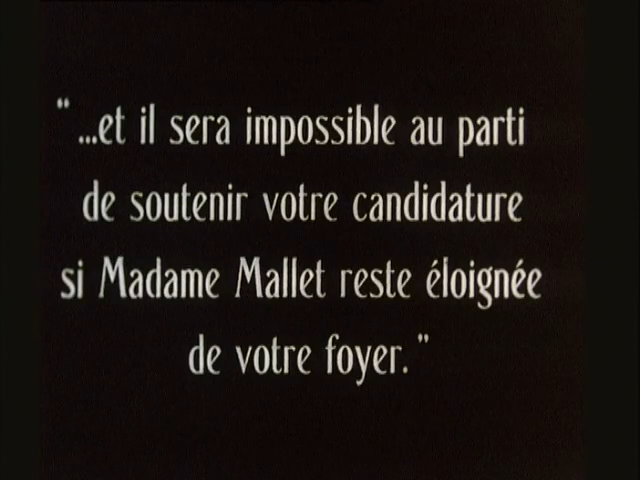 "...et il sera impossible au parti
de soutenir votre candidature
si Madame Mallet reste éloignée
de votre foyer."